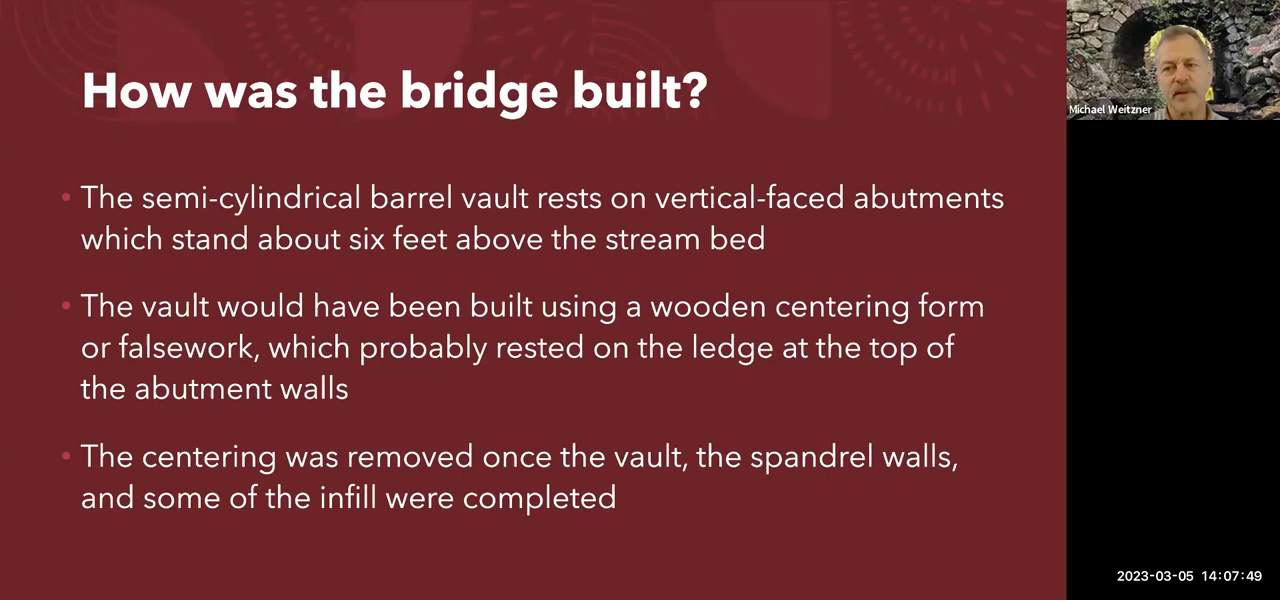 How was the bridge built?
• The semi-cylindrical barrel vault rests on vertical-faced abutments
which stand about six feet above the stream bed
• The vault would have been built using a wooden centering form
or falsework, which probably rested on the ledge at the top of
the abutment walls
• The centering was removed once the vault, the spandrel walls,
and some of the infill were completed
Michael Weitzner
2023-03-05 14:07:49